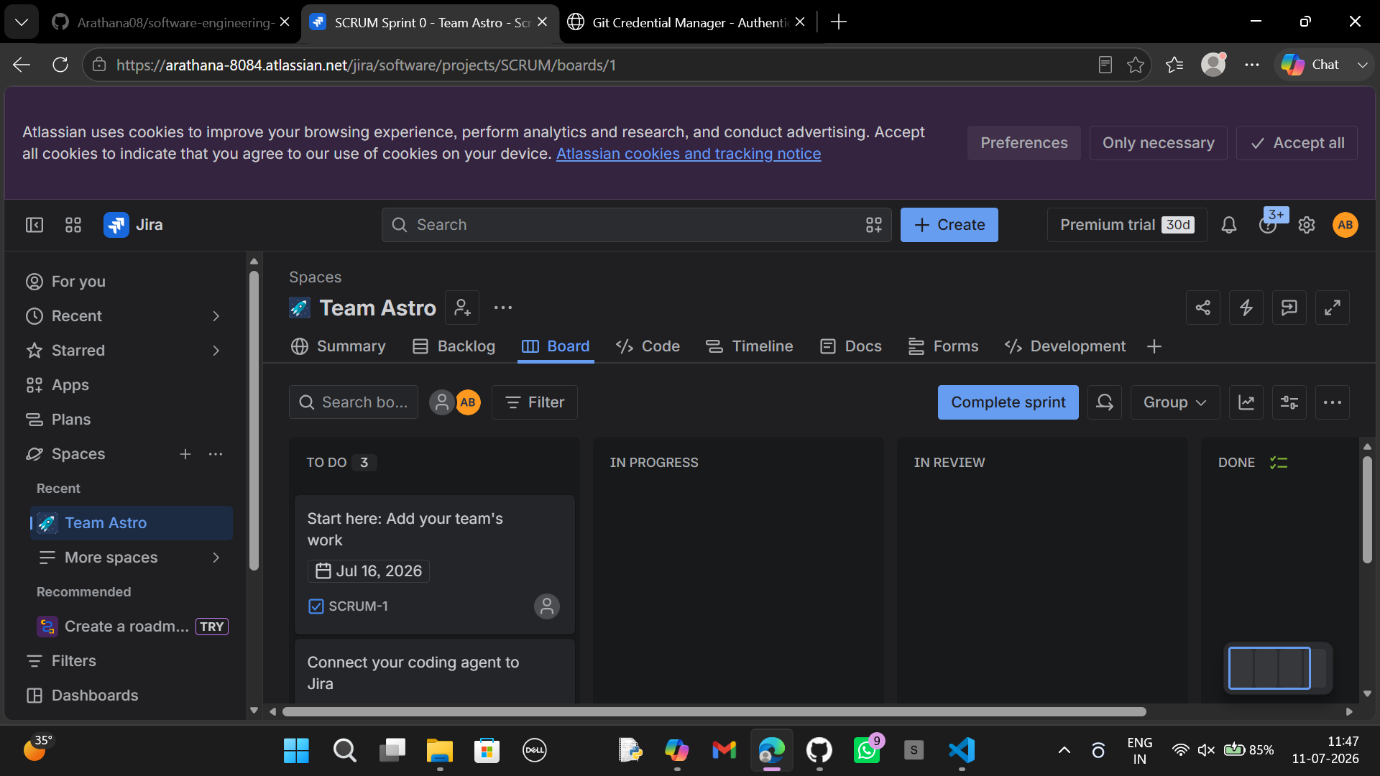 Arathana08/software-engineering-
SCRUM Sprint 0 - Team Astro - Scr
Git Credential Manager - Authenti
https://arathana-8084.atlassian.net/jira/software/projects/SCRUM/boards/1
Chat
Atlassian uses cookies to improve your browsing experience, perform analytics and research, and conduct advertising. Accept
all cookies to indicate that you agree to our use of cookies on your device. Atlassian cookies and tracking notice
Preferences
Only necessary
Accept all
Jira
Search
Create
Premium trial 30d
3+
AB
For you
Recent
Starred
Apps
Plans
Spaces
Recent
Team Astro
More spaces
Recommended
Create a roadm... TRY
Filters
Dashboards
Spaces
Team Astro
Summary
Backlog
Board
Code
Timeline
Docs
Forms
Development
Search bo...
AB
Filter
Complete sprint
Group
TO DO 3
IN PROGRESS
IN REVIEW
DONE
Start here: Add your team's
work
Jul 16, 2026
SCRUM-1
Connect your coding agent to
Jira
35°
DELL
9
S
ENG
IN
85%
11:47
11-07-2026